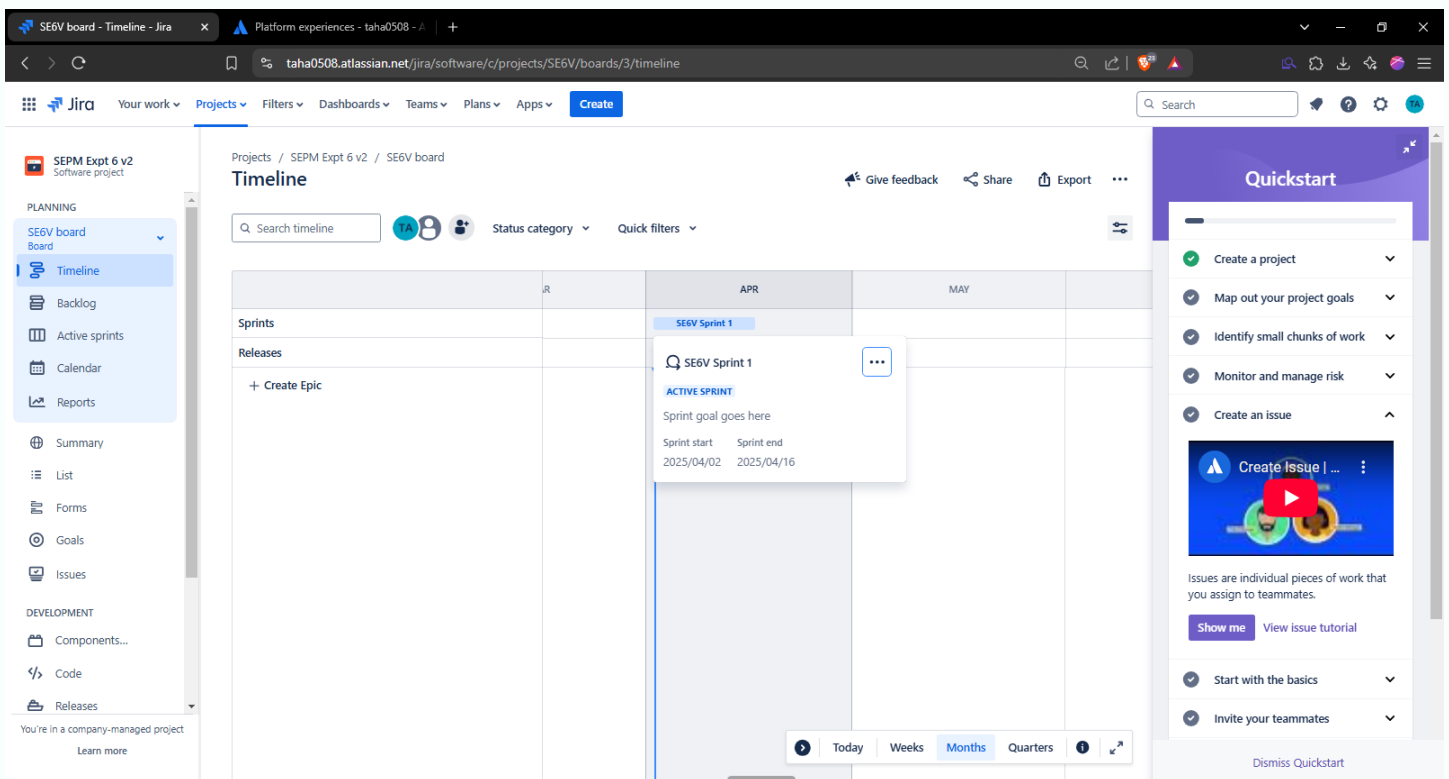 SE6V board - Timeline - Jira
Platform experiences - taha0508 - A
taha0508.atlassian.net/jira/software/c/projects/SE6V/boards/3/timeline
23
Jira
Your work
Projects
Filters
Dashboards
Teams
Plans
Apps
Create
Search
TA
SEPM Expt 6 v2
Software project
PLANNING
SE6V board
Board
Timeline
Backlog
Active sprints
Calendar
Reports
Summary
List
Forms
Goals
Issues
DEVELOPMENT
Components...
Code
Releases
You're in a company-managed project
Learn more
Projects / SEPM Expt 6 v2 / SE6V board
Timeline
Give feedback
Share
Export
Search timeline
TA
Status category
Quick filters
APR
MAY
Sprints
SE6V Sprint 1
Releases
+ Create Epic
SE6V Sprint 1
ACTIVE SPRINT
Sprint goal goes here
Sprint start Sprint end
2025/04/02 2025/04/16
Today
Weeks
Months
Quarters
Quickstart
Create a project
Map out your project goals
Identify small chunks of work
Monitor and manage risk
Create an issue
Create Issue | ...
Issues are individual pieces of work that
you assign to teammates.
Show me
View issue tutorial
Start with the basics
Invite your teammates
Dismiss Quickstart